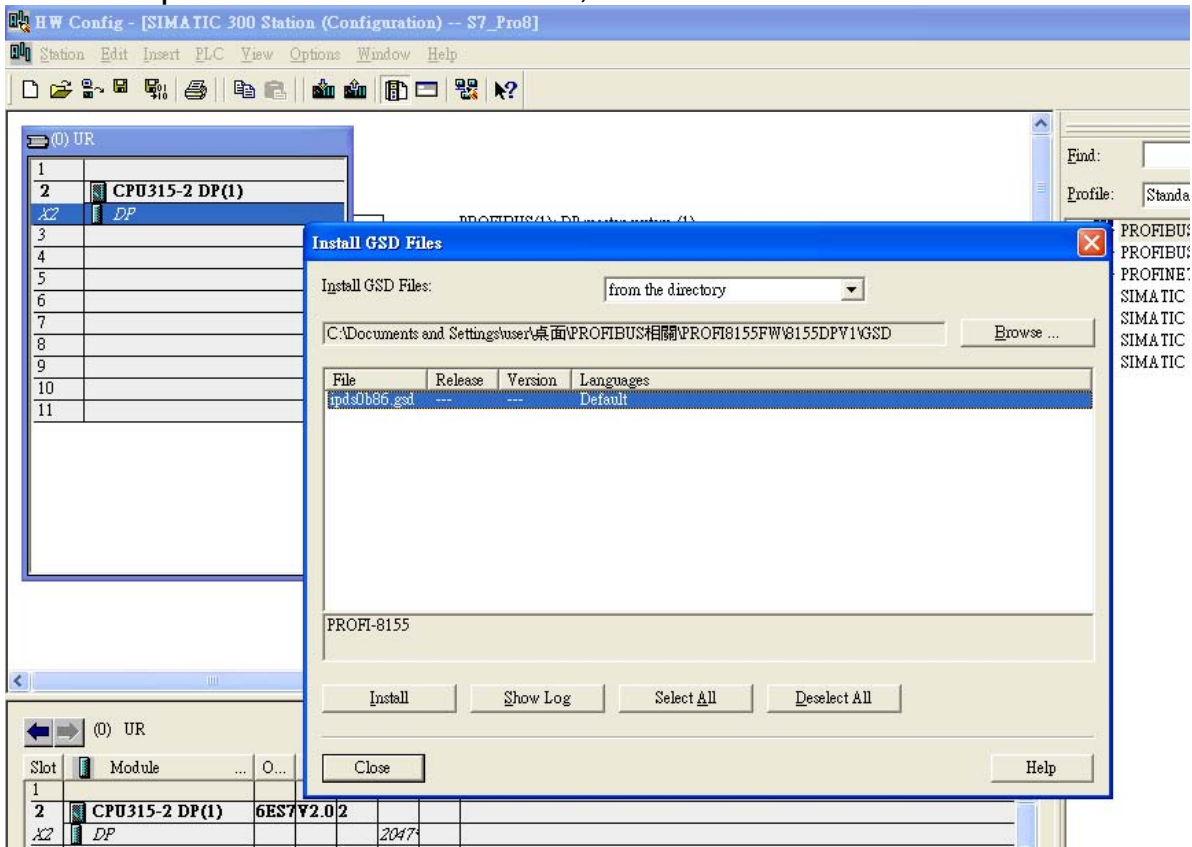 HW Config - [SIMATIC 300 Station (Configuration) -- S7_Pro8]
Station Edit Insert PLC View Options Window Help
(0) UR
1
2 CPU315-2 DP(1)
X2 DP
3
4
5
6
7
8
9
10
11
Find:
Profile: Standa
PROFIBUS
PROFIBUS
PROFINET
SIMATIC
SIMATIC
SIMATIC
SIMATIC
Install GSD Files
Install GSD Files: from the directory
C:\Documents and Settings\user\桌面\PROFIBUS相關\PROFI8155FW\8155DPV1\GSD Browse ...
File Release Version Languages
ipds0b86.gsd --- --- Default
PROFI-8155
Install Show Log Select All Deselect All
Close Help
(0) UR
Slot Module ... O...
1
2 CPU315-2 DP(1) 6ES7 V2.0 2
X2 DP 2047